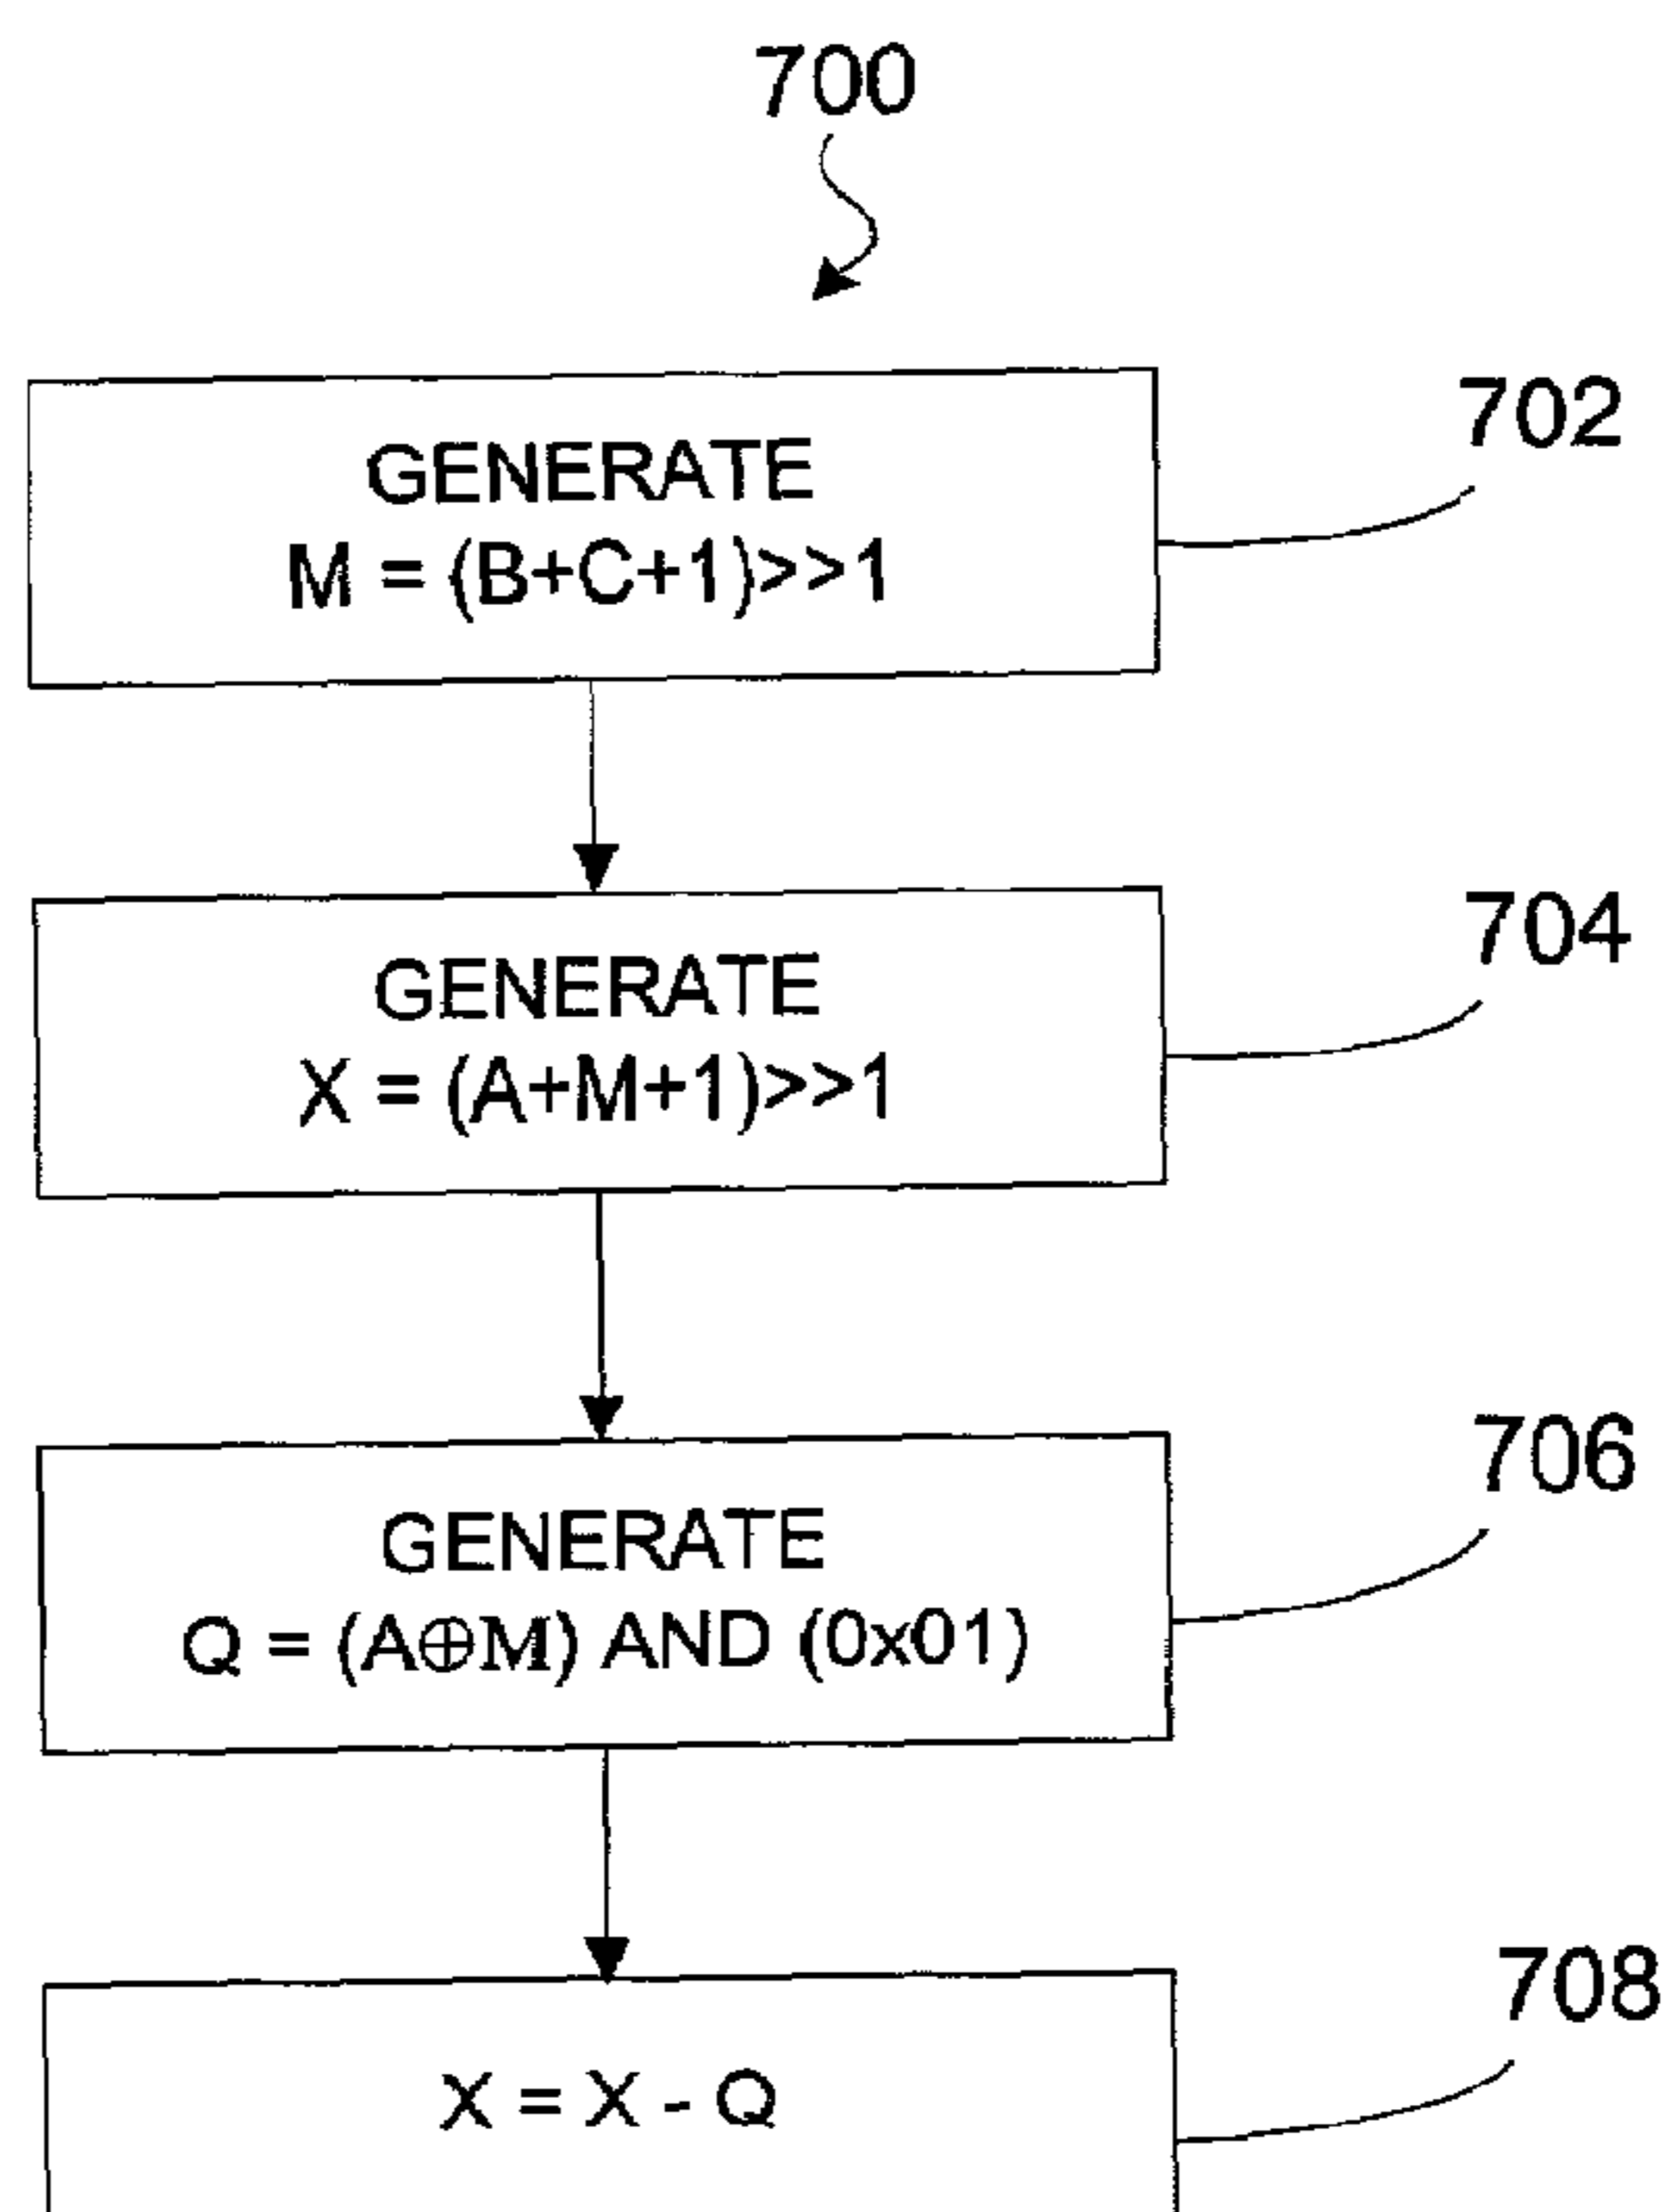 700
GENERATE
M = (B+C+1)>>1
702
GENERATE
X = (A+M+1)>>1
704
GENERATE
Q = (A⊕M) AND (0x01)
706
X = X - Q
708